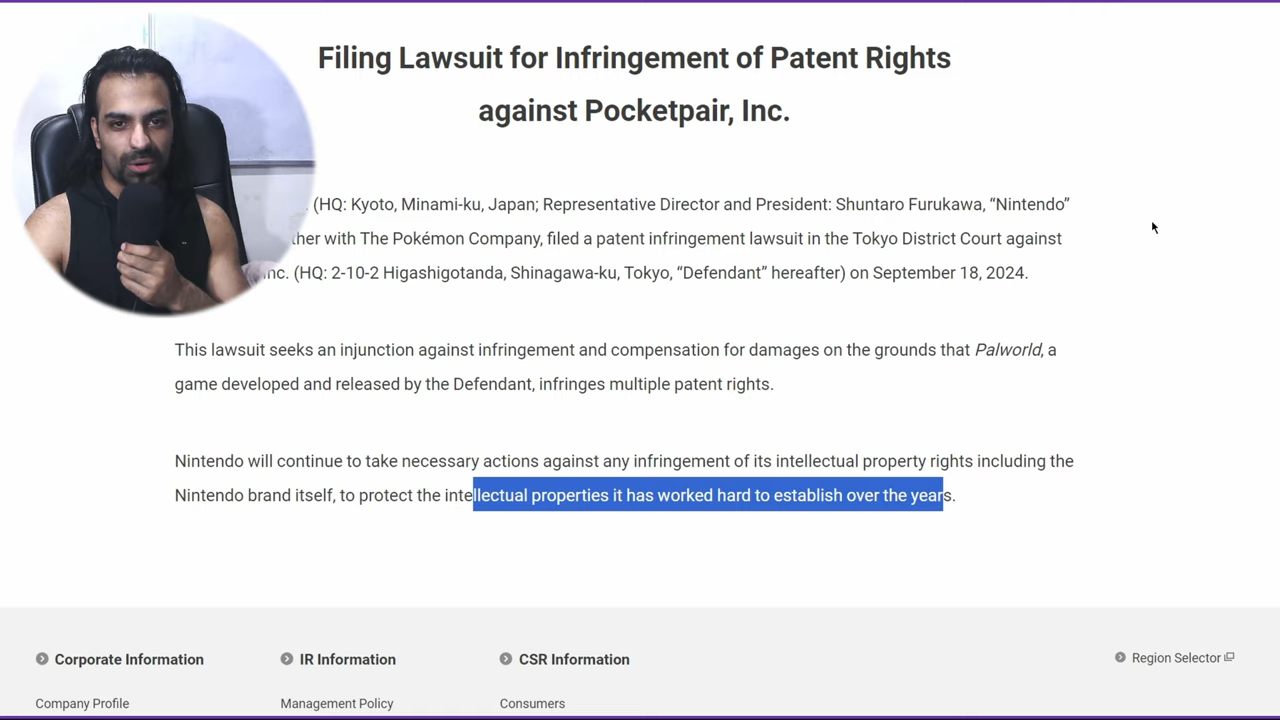 Filing Lawsuit for Infringement of Patent Rights
against Pocketpair, Inc.
(HQ: Kyoto, Minami-ku, Japan; Representative Director and President: Shuntaro Furukawa, “Nintendo”
ther with The Pokémon Company, filed a patent infringement lawsuit in the Tokyo District Court against
nc. (HQ: 2-10-2 Higashigotanda, Shinagawa-ku, Tokyo, “Defendant” hereafter) on September 18, 2024.
This lawsuit seeks an injunction against infringement and compensation for damages on the grounds that Palworld, a
game developed and released by the Defendant, infringes multiple patent rights.
Nintendo will continue to take necessary actions against any infringement of its intellectual property rights including the
Nintendo brand itself, to protect the intellectual properties it has worked hard to establish over the years.
Corporate Information
IR Information
CSR Information
Region Selector
Company Profile
Management Policy
Consumers